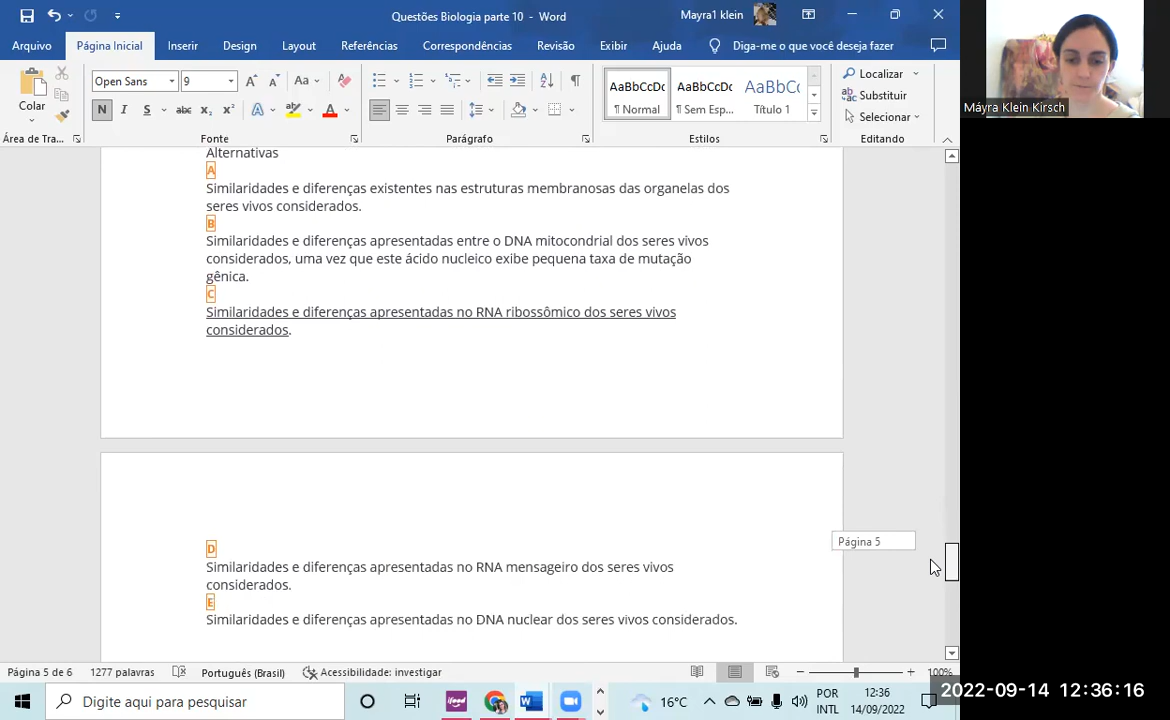 Questões Biologia parte 10 - Word
Mayra1 klein
Arquivo
Página Inicial
Inserir
Design
Layout
Referências
Correspondências
Revisão
Exibir
Ajuda
Diga-me o que você deseja fazer
Colar
Open Sans
9
Aa
N I S abc x₂ x²
A
AaBbCcDc
¶ Normal
AaBbCcDc
¶ Sem Esp...
AaBbCc
Título 1
Localizar
Substituir
Selecionar
Área de Tra...
Fonte
Parágrafo
Estilos
Editando
Máyra Klein Kirsch
Alternativas
A
Similaridades e diferenças existentes nas estruturas membranosas das organelas dos
seres vivos considerados.
B
Similaridades e diferenças apresentadas entre o DNA mitocondrial dos seres vivos
considerados, uma vez que este ácido nucleico exibe pequena taxa de mutação
gênica.
C
Similaridades e diferenças apresentadas no RNA ribossômico dos seres vivos
considerados.
Página 5
D
Similaridades e diferenças apresentadas no RNA mensageiro dos seres vivos
considerados.
E
Similaridades e diferenças apresentadas no DNA nuclear dos seres vivos considerados.
Página 5 de 6
1277 palavras
Português (Brasil)
Acessibilidade: investigar
100%
Digite aqui para pesquisar
ifood
16°C
POR
INTL
12:36
14/09/2022
2022-09-14 12:36:16